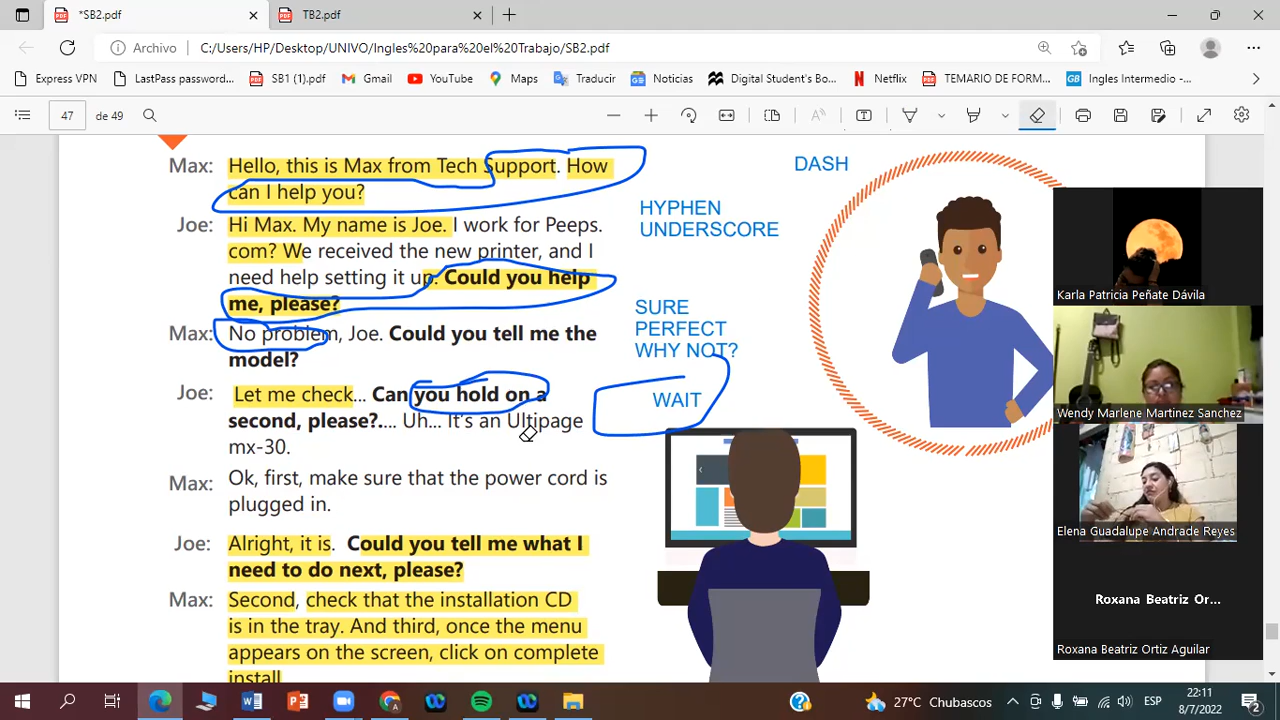 *SB2.pdf
TB2.pdf
Archivo
C:/Users/HP/Desktop/UNIVO/Ingles%20para%20el%20Trabajo/SB2.pdf
Express VPN
LastPass password...
SB1 (1).pdf
Gmail
YouTube
Maps
Traducir
Noticias
Digital Student's Bo...
Netflix
TEMARIO DE FORM...
Ingles Intermedio -...
47
de 49
Max: Hello, this is Max from Tech Support. How
can I help you?
Joe: Hi Max. My name is Joe. I work for Peeps.
com? We received the new printer, and I
need help setting it up. Could you help
me, please?
Max: No problem, Joe. Could you tell me the
model?
Joe: Let me check... Can you hold on a
second, please?.... Uh... It's an Ultipage
mx-30.
Max: Ok, first, make sure that the power cord is
plugged in.
Joe: Alright, it is. Could you tell me what I
need to do next, please?
Max: Second, check that the installation CD
is in the tray. And third, once the menu
appears on the screen, click on complete
install
DASH
HYPHEN
UNDERSCORE
SURE
PERFECT
WHY NOT?
WAIT
Karla Patricia Peñate Dávila
Wendy Marlene Martinez Sanchez
Elena Guadalupe Andrade Reyes
Roxana Beatriz Or...
Roxana Beatriz Ortiz Aguilar
27°C Chubascos
ESP
22:11
8/7/2022
2